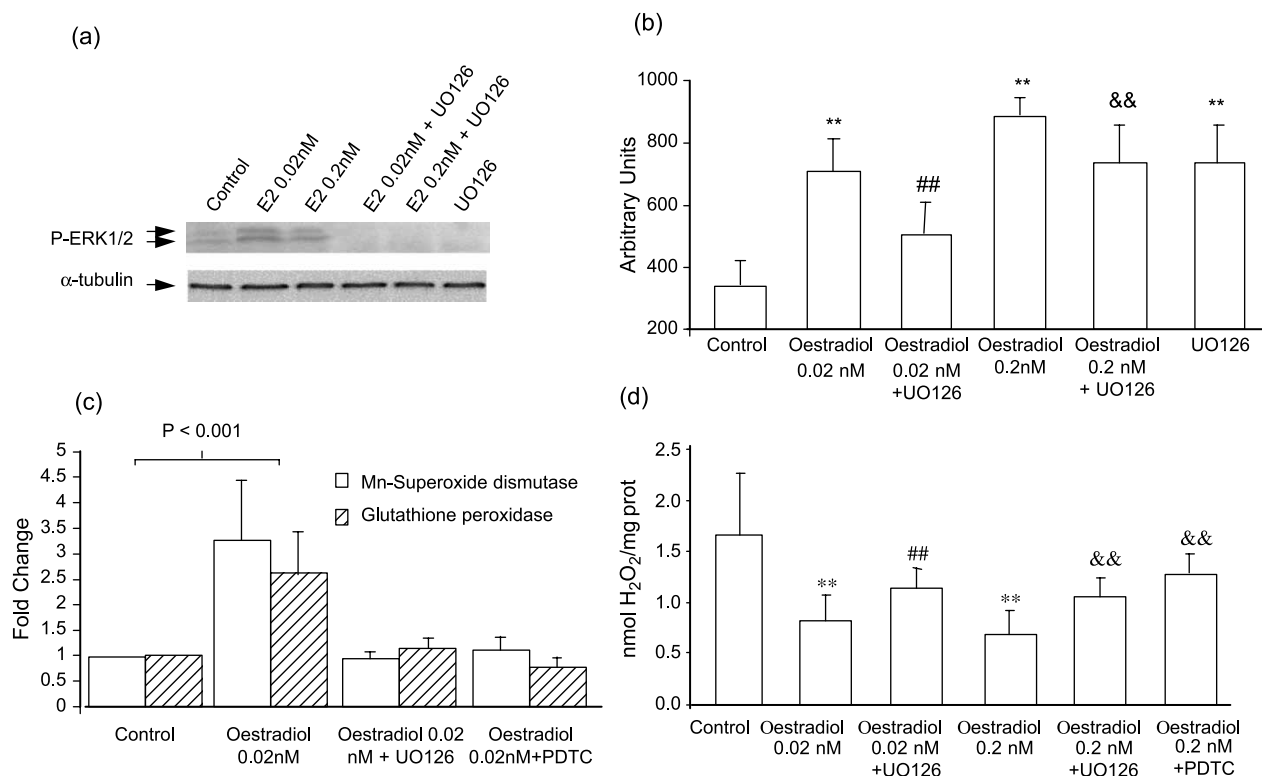 (a)
Control
E2 0.02nM
E2 0.2nM
E2 0.02nM + UO126
E2 0.2nM + UO126
UO126
P-ERK1/2
α-tubulin
(b)
Arbitrary Units
1000
800
600
400
200
**
##
**
&&
**
Control
Oestradiol
0.02 nM
Oestradiol
0.02 nM
+UO126
Oestradiol
0.2nM
Oestradiol
0.2 nM
+ UO126
UO126
(c)
P < 0.001
Fold Change
5
4.5
4
3.5
3
2.5
2
1.5
1
0.5
0
Mn-Superoxide dismutase
Glutathione peroxidase
Control
Oestradiol
0.02nM
Oestradiol 0.02
nM + UO126
Oestradiol
0.02nM+PDTC
(d)
nmol H₂O₂/mg prot
2.5
2.0
1.5
1.0
0.5
0.0
**
##
**
&&
&&
Control
Oestradiol
0.02 nM
Oestradiol
0.02 nM
+UO126
Oestradiol
0.2 nM
Oestradiol
0.2 nM
+UO126
Oestradiol
0.2 nM
+PDTC